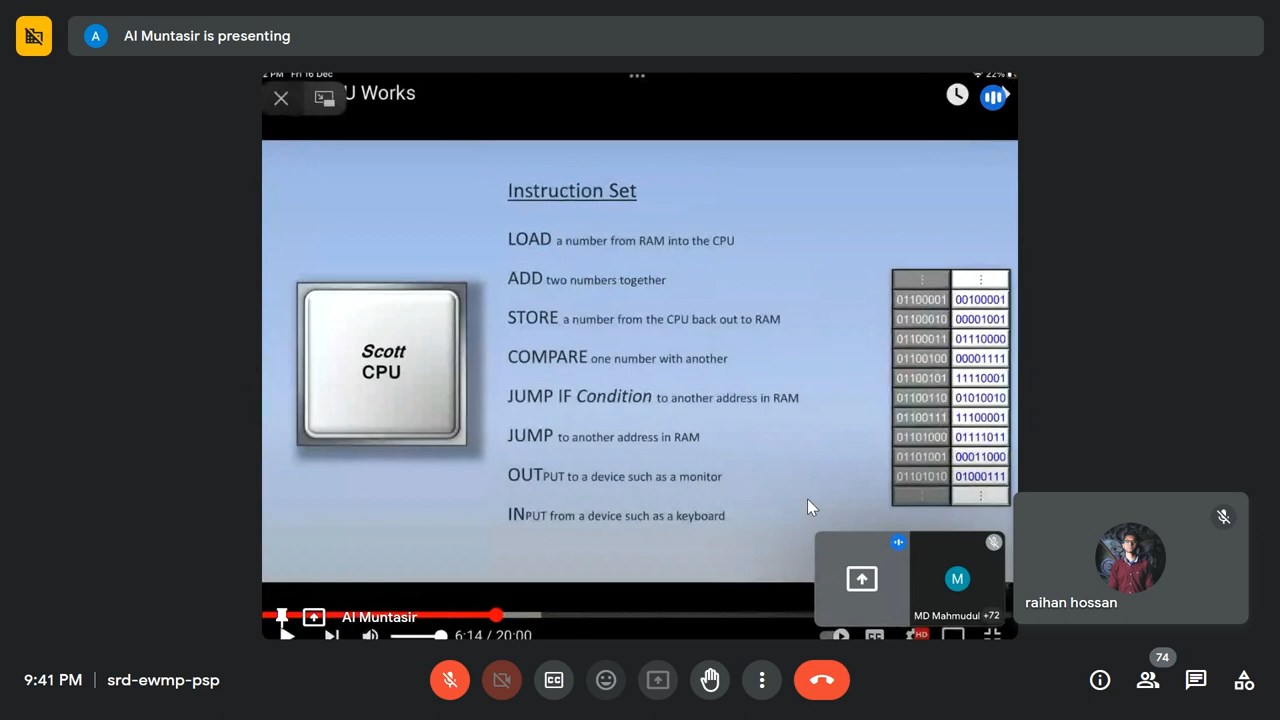 A Al Muntasir is presenting
2 PM Fri 16 Dec 22%
U Works
Instruction Set
LOAD a number from RAM into the CPU
ADD two numbers together
STORE a number from the CPU back out to RAM
COMPARE one number with another
JUMP IF Condition to another address in RAM
JUMP to another address in RAM
OUTPUT to a device such as a monitor
INPUT from a device such as a keyboard
Scott
CPU
01100001 00100001
01100010 00001001
01100011 01110000
01100100 00001111
01100101 11110001
01100110 01010010
01100111 11100001
01101000 01111011
01101001 00011000
01101010 01000111
M
MD Mahmudul +72
raihan hossan
Al Muntasir
6:14 / 20:00
CC
HD
9:41 PM | srd-ewmp-psp
CC
74